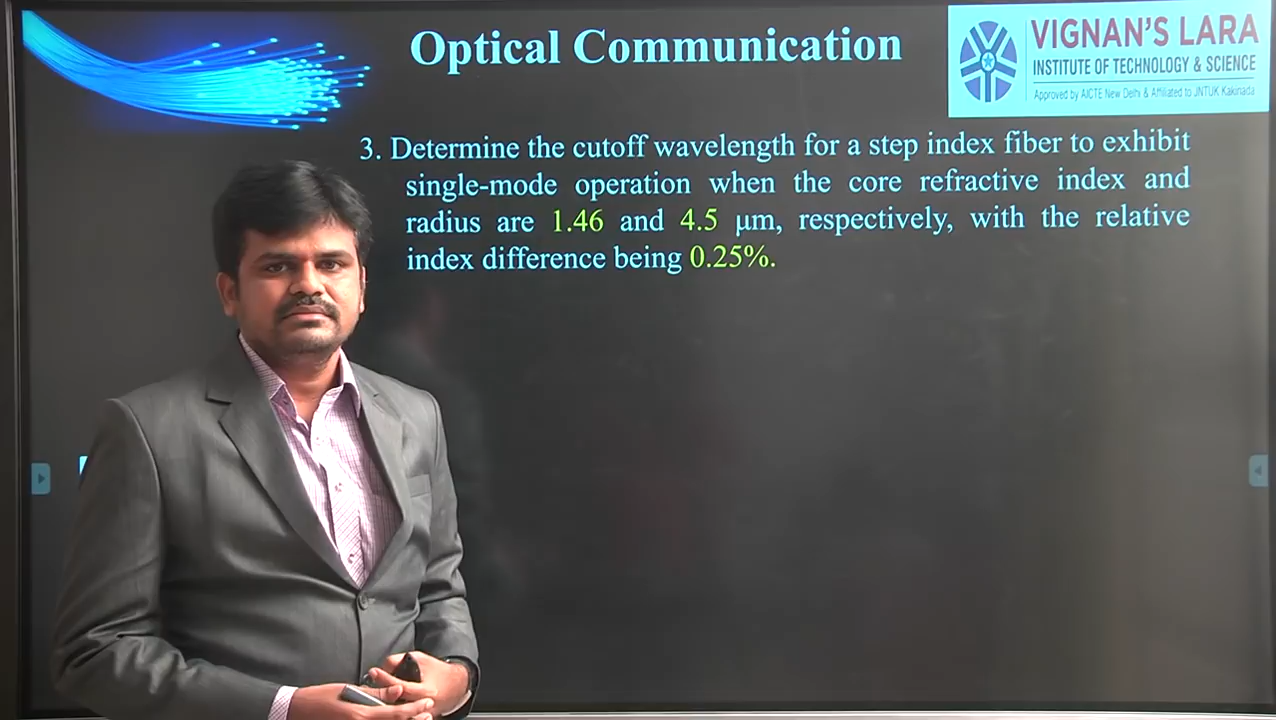 Optical Communication
VIGNAN'S LARA
INSTITUTE OF TECHNOLOGY & SCIENCE
Approved by AICTE New Delhi & Affiliated to JNTUK Kakinada
3. Determine the cutoff wavelength for a step index fiber to exhibit
single-mode operation when the core refractive index and
radius are 1.46 and 4.5 μm, respectively, with the relative
index difference being 0.25%.